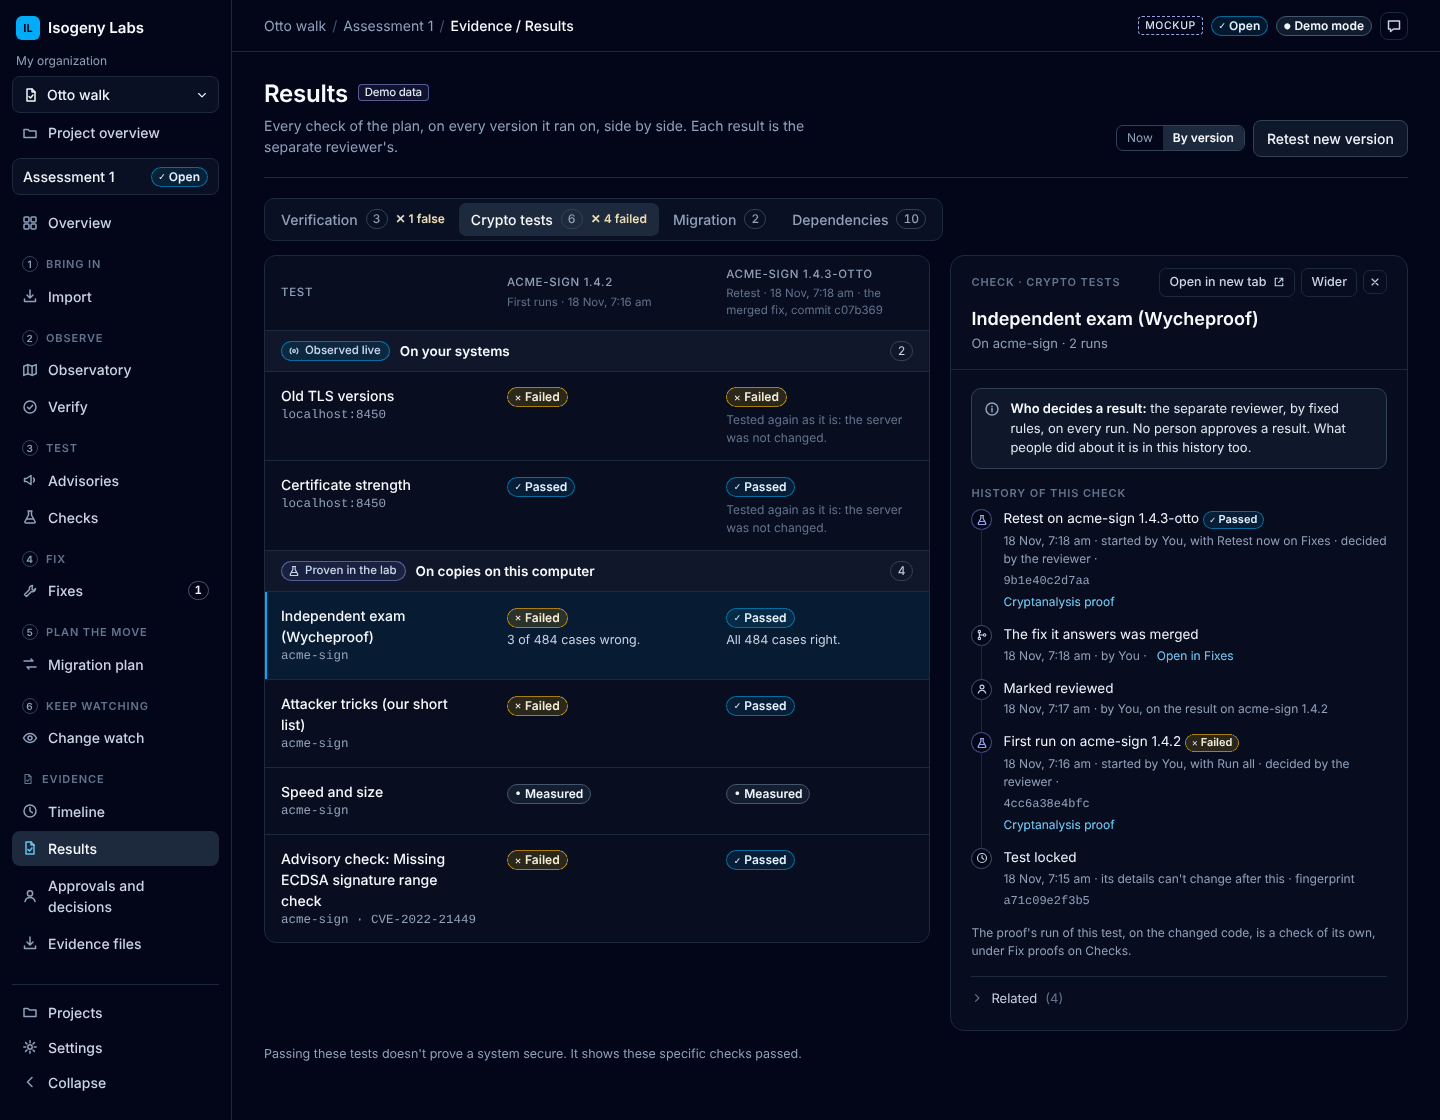 IL Isogeny Labs
My organization
Otto walk
Project overview
Assessment 1 ✓ Open
Overview
1 BRING IN
Import
2 OBSERVE
Observatory
Verify
3 TEST
Advisories
Checks
4 FIX
Fixes 1
5 PLAN THE MOVE
Migration plan
6 KEEP WATCHING
Change watch
EVIDENCE
Timeline
Results
Approvals and
decisions
Evidence files
Projects
Settings
Collapse
Otto walk / Assessment 1 / Evidence / Results
MOCKUP ✓ Open • Demo mode
Results Demo data
Every check of the plan, on every version it ran on, side by side. Each result is the
separate reviewer's.
Now By version Retest new version
Verification 3 ✕ 1 false Crypto tests 6 ✕ 4 failed Migration 2 Dependencies 10
TEST
ACME-SIGN 1.4.2
First runs · 18 Nov, 7:16 am
ACME-SIGN 1.4.3-OTTO
Retest · 18 Nov, 7:18 am · the
merged fix, commit c07b369
Observed live On your systems 2
Old TLS versions
localhost:8450
× Failed
× Failed
Tested again as it is: the server
was not changed.
Certificate strength
localhost:8450
✓ Passed
✓ Passed
Tested again as it is: the server
was not changed.
Proven in the lab On copies on this computer 4
Independent exam
(Wycheproof)
acme-sign
× Failed
3 of 484 cases wrong.
✓ Passed
All 484 cases right.
Attacker tricks (our short
list)
acme-sign
× Failed
✓ Passed
Speed and size
acme-sign
• Measured
• Measured
Advisory check: Missing
ECDSA signature range
check
acme-sign · CVE-2022-21449
× Failed
✓ Passed
CHECK · CRYPTO TESTS Open in new tab Wider ✕
Independent exam (Wycheproof)
On acme-sign · 2 runs
Who decides a result: the separate reviewer, by fixed
rules, on every run. No person approves a result. What
people did about it is in this history too.
HISTORY OF THIS CHECK
Retest on acme-sign 1.4.3-otto ✓ Passed
18 Nov, 7:18 am · started by You, with Retest now on Fixes · decided
by the reviewer ·
9b1e40c2d7aa
Cryptanalysis proof
The fix it answers was merged
18 Nov, 7:18 am · by You · Open in Fixes
Marked reviewed
18 Nov, 7:17 am · by You, on the result on acme-sign 1.4.2
First run on acme-sign 1.4.2 × Failed
18 Nov, 7:16 am · started by You, with Run all · decided by the
reviewer ·
4cc6a38e4bfc
Cryptanalysis proof
Test locked
18 Nov, 7:15 am · its details can't change after this · fingerprint
a71c09e2f3b5
The proof's run of this test, on the changed code, is a check of its own,
under Fix proofs on Checks.
Related (4)
Passing these tests doesn't prove a system secure. It shows these specific checks passed.